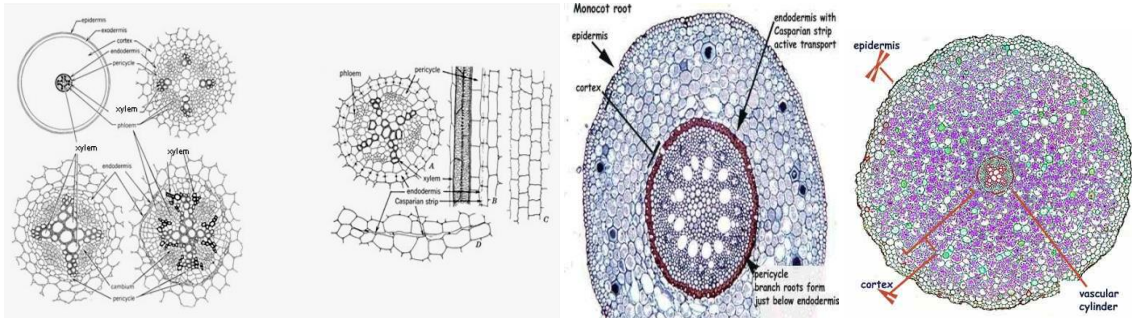 epidermis
exodermis
cortex
endodermis
pericycle
xylem
phloem
xylem
xylem
endodermis
cambium
pericycle
phloem
pericycle
A
xylem
endodermis
Casparian strip
B
C
D
Monocot root
epidermis
endodermis with
Casparian strip
active transport
cortex
pericycle
branch roots form
just below endodermis
epidermis
cortex
vascular
cylinder